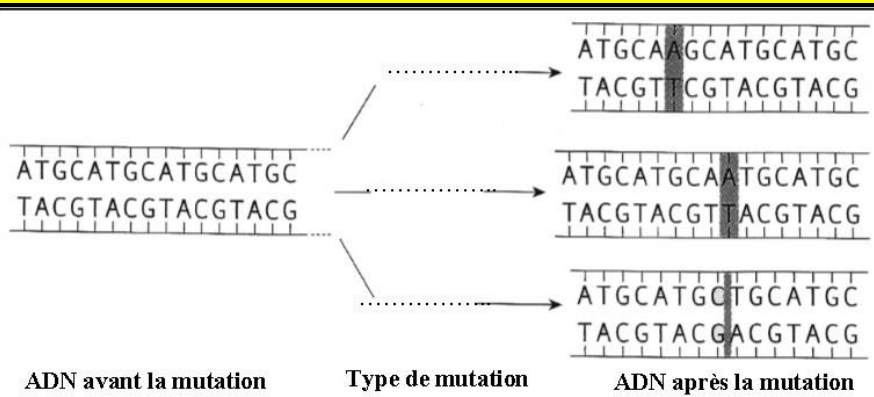 ATGCAAGCATGCATGC
TACGTTCGTACGTACG
ATGCATGCATGCATGC
TACGTACGTACGTACG
ATGCATGCAATGCATGC
TACGTACGTTACGTACG
ATGCATGCTGCATGC
TACGTACGACGTACG
ADN avant la mutation
Type de mutation
ADN après la mutation